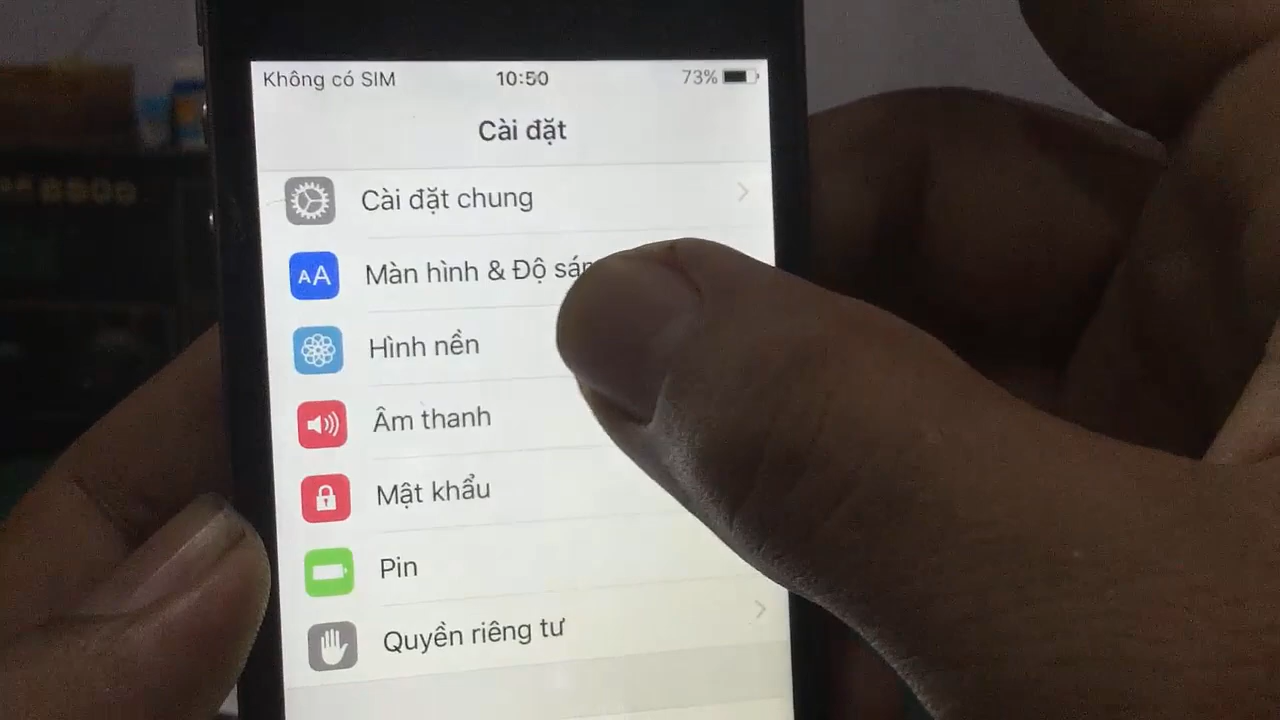 Không có SIM 10:50 73%
Cài đặt
Cài đặt chung
AA Màn hình & Độ
Hình nền
Âm thanh
Mật khẩu
Pin
Quyền riêng tư